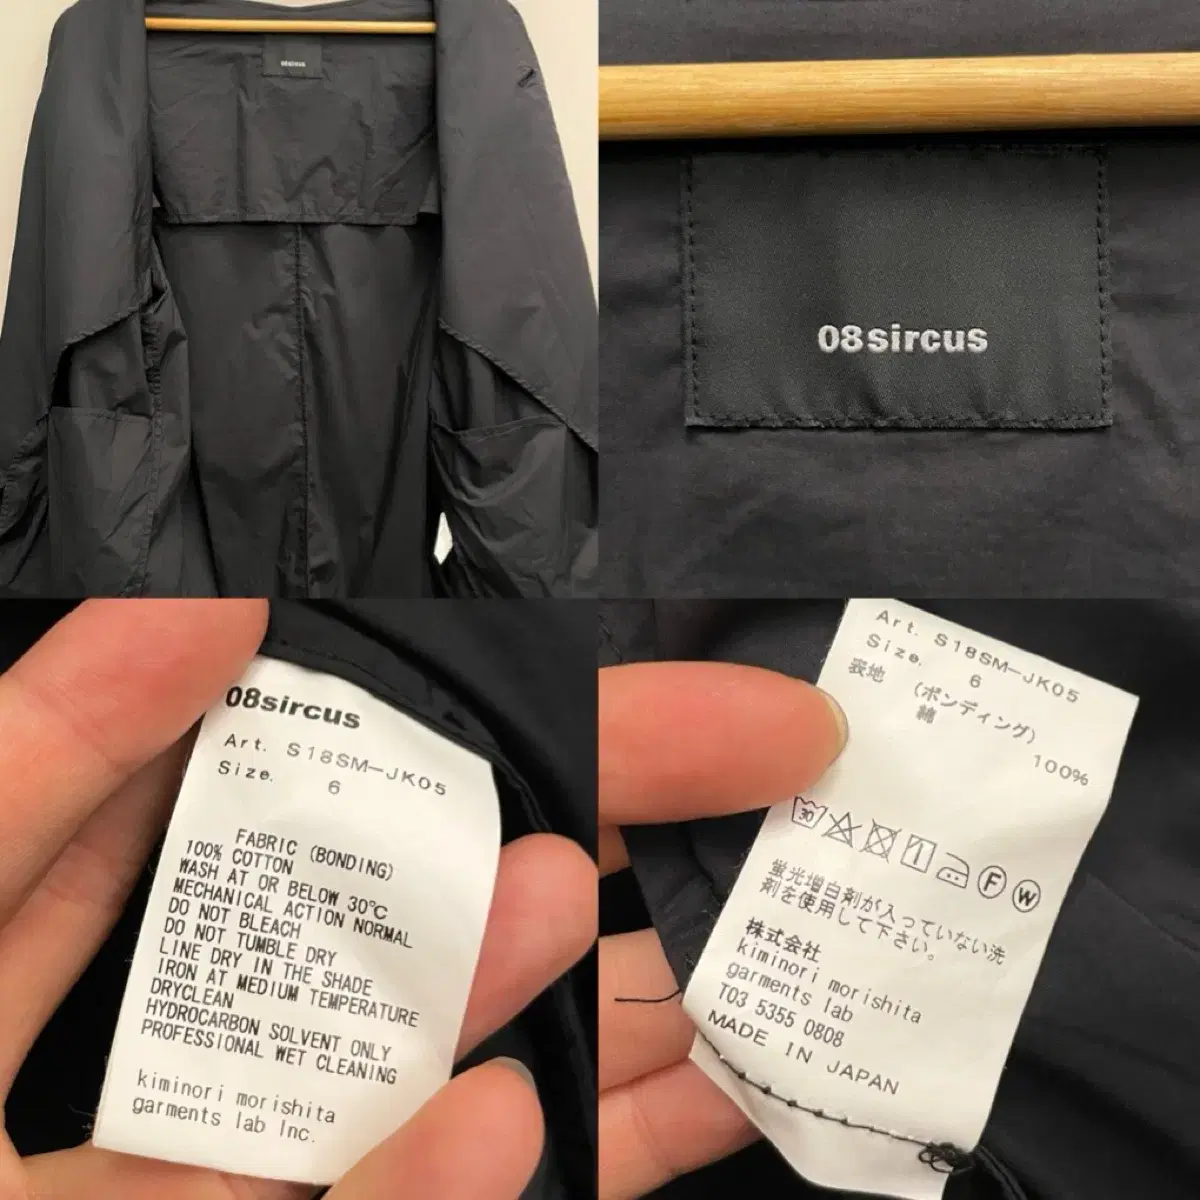 08sircus
08sircus
08sircus
Art. S18SM-JK05
Size. 6
FABRIC (BONDING)
100% COTTON
WASH AT OR BELOW 30℃
MECHANICAL ACTION NORMAL
DO NOT BLEACH
DO NOT TUMBLE DRY
LINE DRY IN THE SHADE
IRON AT MEDIUM TEMPERATURE
DRYCLEAN
HYDROCARBON SOLVENT ONLY
PROFESSIONAL WET CLEANING
kiminori morishita
garments lab Inc.
Art. S18SM-JK05
Size. 6
表地 (ボンディング)
綿 100%
30 F W
蛍光増白剤が入っていない洗
剤を使用して下さい。
株式会社
kiminori morishita
garments lab
T03 5355 0808
MADE IN JAPAN